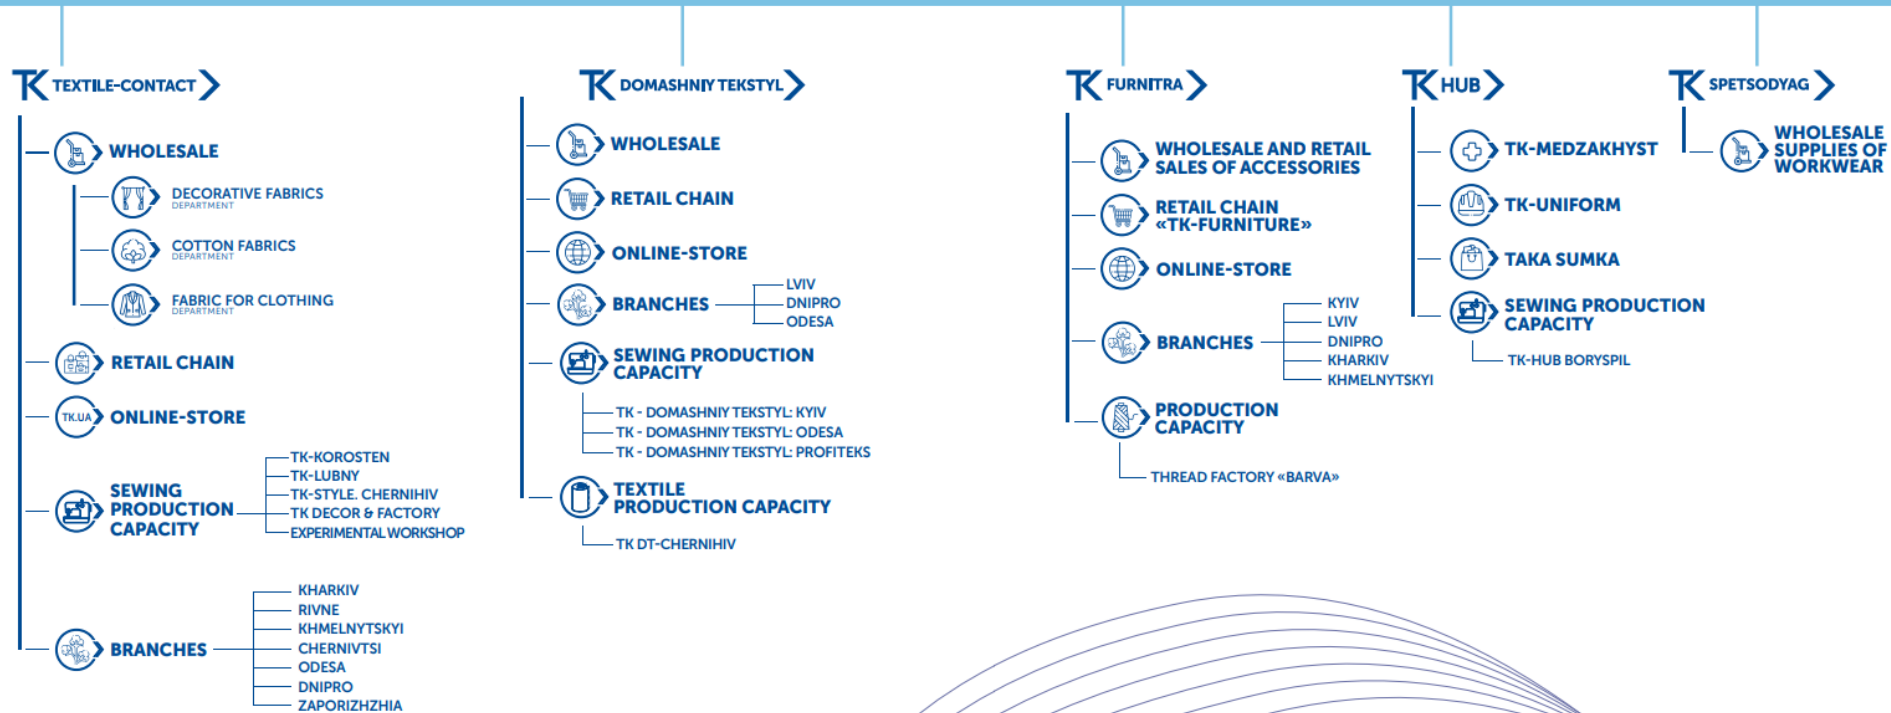 TK TEXTILE-CONTACT
WHOLESALE
DECORATIVE FABRICS
DEPARTMENT
COTTON FABRICS
DEPARTMENT
FABRIC FOR CLOTHING
DEPARTMENT
RETAIL CHAIN
TK.UA
ONLINE-STORE
SEWING
PRODUCTION
CAPACITY
TK-KOROSTEN
TK-LUBNY
TK-STYLE. CHERNIHIV
TK DECOR & FACTORY
EXPERIMENTAL WORKSHOP
BRANCHES
KHARKIV
RIVNE
KHMELNYTSKYI
CHERNIVTSI
ODESA
DNIPRO
ZAPORIZHZHIA
TK DOMASHNIY TEKSTYL
WHOLESALE
RETAIL CHAIN
ONLINE-STORE
BRANCHES
LVIV
DNIPRO
ODESA
SEWING PRODUCTION
CAPACITY
TK - DOMASHNIY TEKSTYL: KYIV
TK - DOMASHNIY TEKSTYL: ODESA
TK - DOMASHNIY TEKSTYL: PROFITEKS
TEXTILE
PRODUCTION CAPACITY
TK DT-CHERNIHIV
TK FURNITRA
WHOLESALE AND RETAIL
SALES OF ACCESSORIES
RETAIL CHAIN
«TK-FURNITURE»
ONLINE-STORE
BRANCHES
KYIV
LVIV
DNIPRO
KHARKIV
KHMELNYTSKYI
PRODUCTION
CAPACITY
THREAD FACTORY «BARVA»
TK HUB
TK-MEDZAKHYST
TK-UNIFORM
TAKA SUMKA
SEWING PRODUCTION
CAPACITY
TK-HUB BORYSPIL
TK SPETSODYAG
WHOLESALE
SUPPLIES OF
WORKWEAR